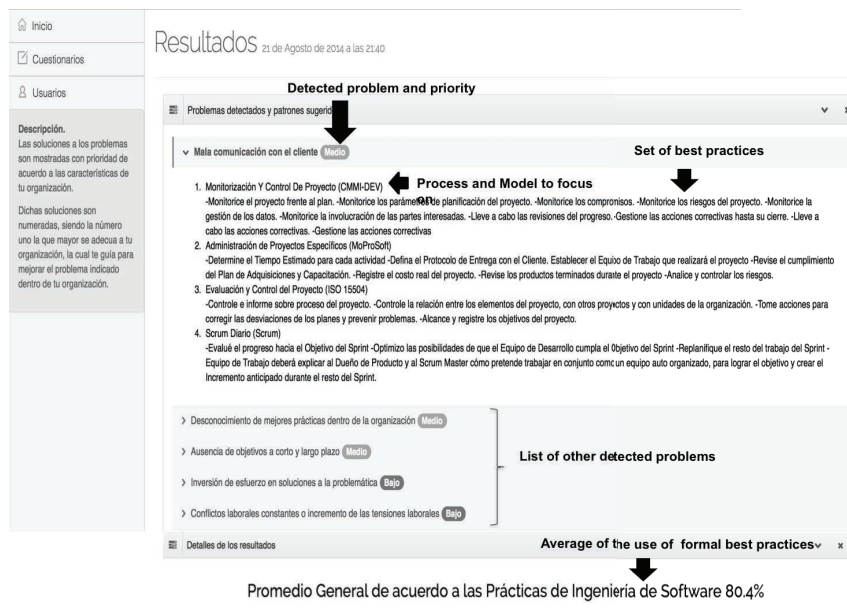 Inicio
Cuestionarios
Usuarios
Descripción.
Las soluciones a los problemas
son mostradas con prioridad de
acuerdo a las características de
tu organización.
Dichas soluciones son
numeradas, siendo la número
uno la que mayor se adecua a tu
organización, la cual te guía para
mejorar el problema indicado
dentro de tu organización.
Resultados 21 de Agosto de 2014 a las 21:40
Detected problem and priority
Problemas detectados y patrones sugerid
Mala comunicación con el cliente Medio
Set of best practices
1. Monitorización Y Control De Proyecto (CMMI-DEV)
Process and Model to focus
on
-Monitorice el proyecto frente al plan. -Monitorice los parámetros de planificación del proyecto. -Monitorice los compromisos. -Monitorice los riesgos del proyecto. -Monitorice la
gestión de los datos. -Monitorice la involucración de las partes interesadas. -Lleve a cabo las revisiones del progreso.-Gestione las acciones correctivas hasta su cierre. -Lleve a
cabo las acciones correctivas. -Gestione las acciones correctivas
2. Administración de Proyectos Específicos (MoProSoft)
-Determine el Tiempo Estimado para cada actividad -Defina el Protocolo de Entrega con el Cliente. Establecer el Equipo de Trabajo que realizará el proyecto -Revise el cumplimiento
del Plan de Adquisiciones y Capacitación. -Registre el costo real del proyecto. -Revise los productos terminados durante el proyecto -Analice y controlar los riesgos.
3. Evaluación y Control del Proyecto (ISO 15504)
-Controle e informe sobre proceso del proyecto. -Controle la relación entre los elementos del proyecto, con otros proyectos y con unidades de la organización. -Tome acciones para
corregir las desviaciones de los planes y prevenir problemas. -Alcance y registre los objetivos del proyecto.
4. Scrum Diario (Scrum)
-Evalué el progreso hacia el Objetivo del Sprint -Optimizo las posibilidades de que el Equipo de Desarrollo cumpla el Objetivo del Sprint -Replanifique el resto del trabajo del Sprint -
Equipo de Trabajo deberá explicar al Dueño de Producto y al Scrum Master cómo pretende trabajar en conjunto como un equipo auto organizado, para lograr el objetivo y crear el
Incremento anticipado durante el resto del Sprint.
Desconocimiento de mejores prácticas dentro de la organización Medio
Ausencia de objetivos a corto y largo plazo Medio
List of other detected problems
Inversión de esfuerzo en soluciones a la problemática Bajo
Conflictos laborales constantes o incremento de las tensiones laborales Bajo
Detalles de los resultados
Average of the use of formal best practices
Promedio General de acuerdo a las Prácticas de Ingeniería de Software 80.4%